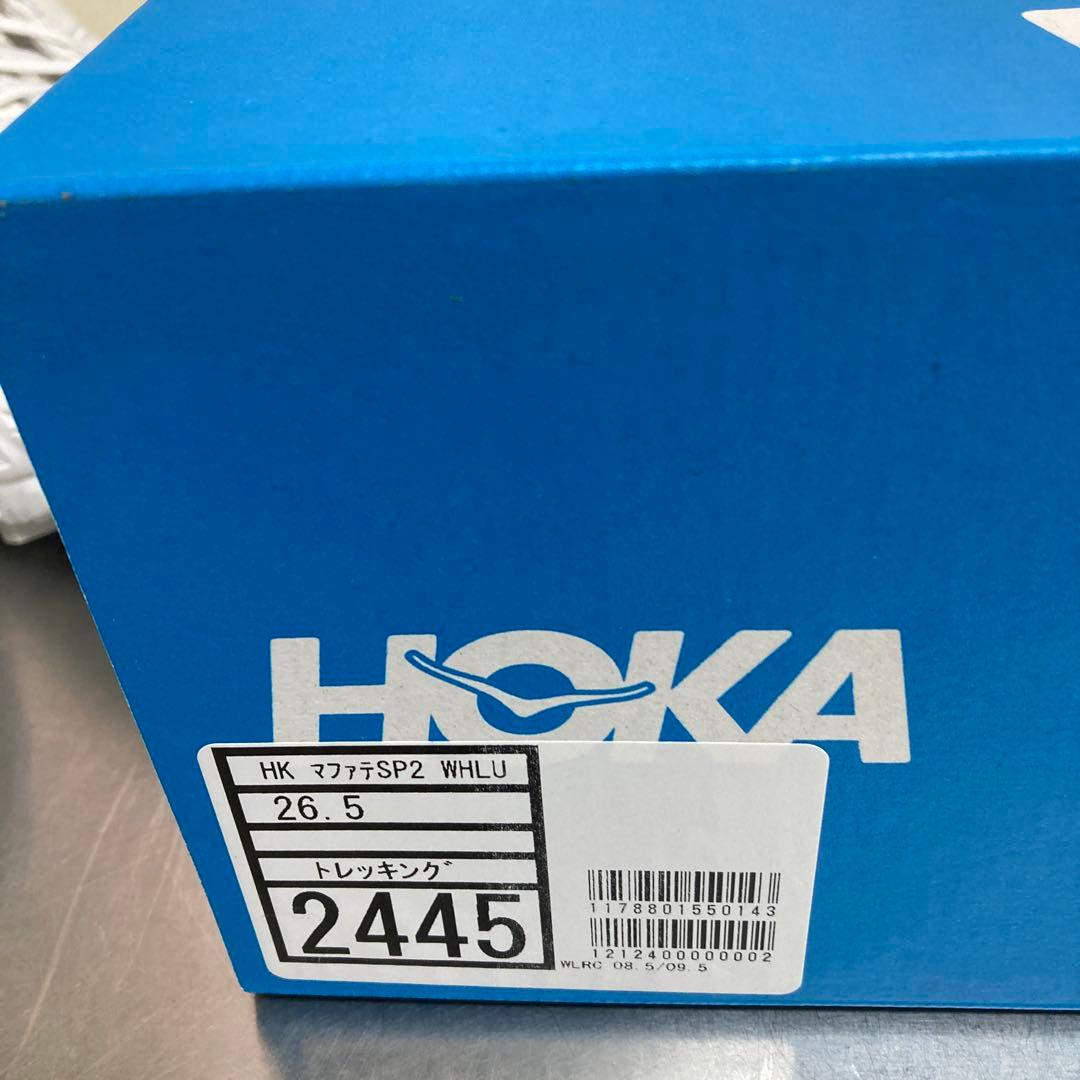 HOKA
HK ﾏﾌｧﾃSP2 WHLU
26.5
ﾄﾚｯｷﾝｸﾞ
2445
1178801550143
1212400000002
WLRC 08.5/09.5